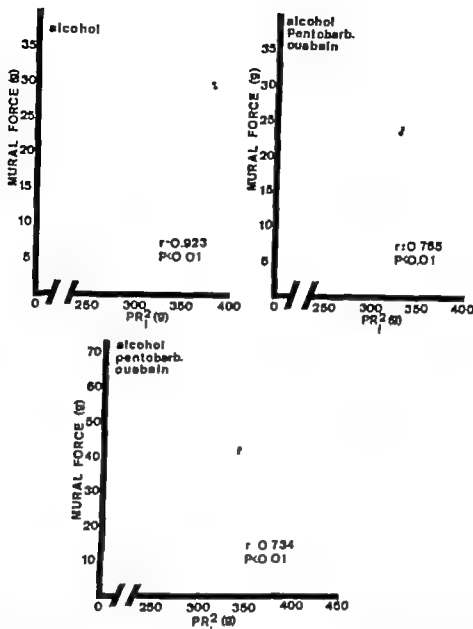 alcohol
MURAL FORCE (g)
35
30
25
20
15
10
5
0
250
300
350
400
PR²i (g)
r=0.923
P<0.01
alcohol
Pentobarb.
ouabain
MURAL FORCE (g)
35
30
25
20
15
10
5
0
250
300
350
400
PR²i (g)
r=0.765
P<0.01
alcohol
pentobarb.
ouabain
MURAL FORCE (g)
70
60
50
40
30
20
10
0
250
300
350
400
450
PR²i (g)
r 0 734
P<0 01